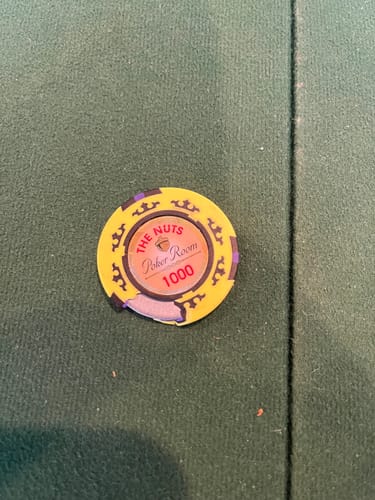 THE NUTS
Poker Room
1000